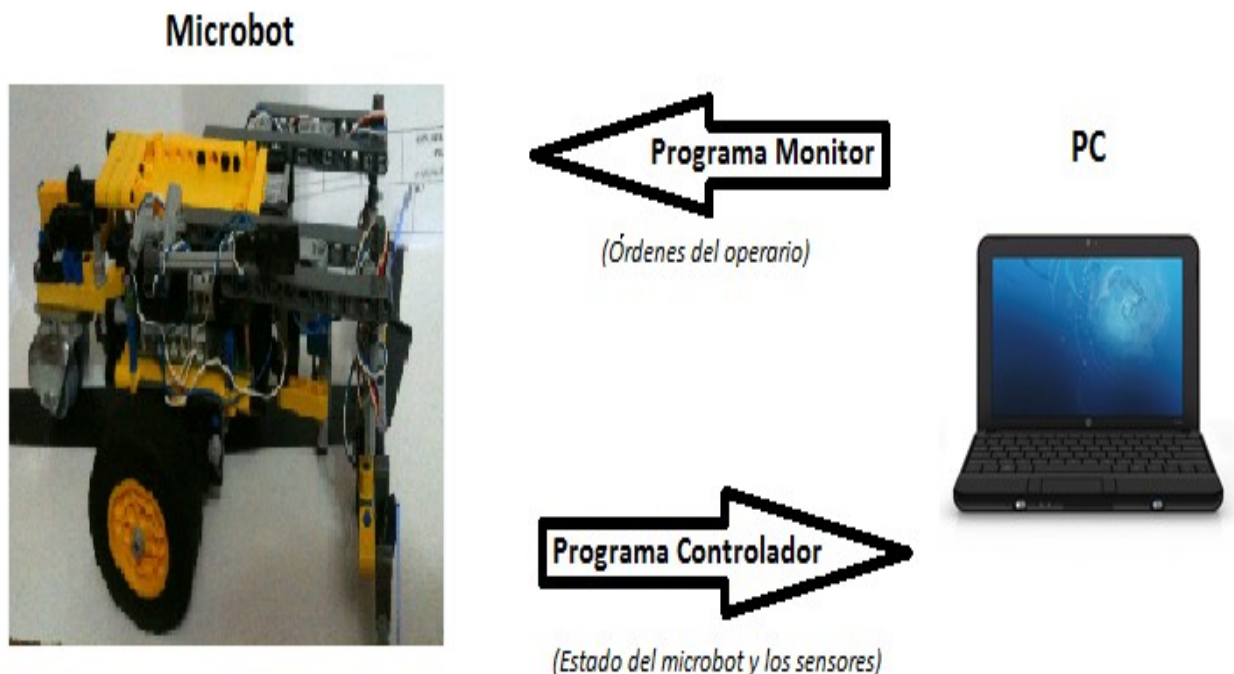 Microbot
Programa Monitor
PC
(Órdenes del operario)
Programa Controlador
(Estado del microbot y los sensores)